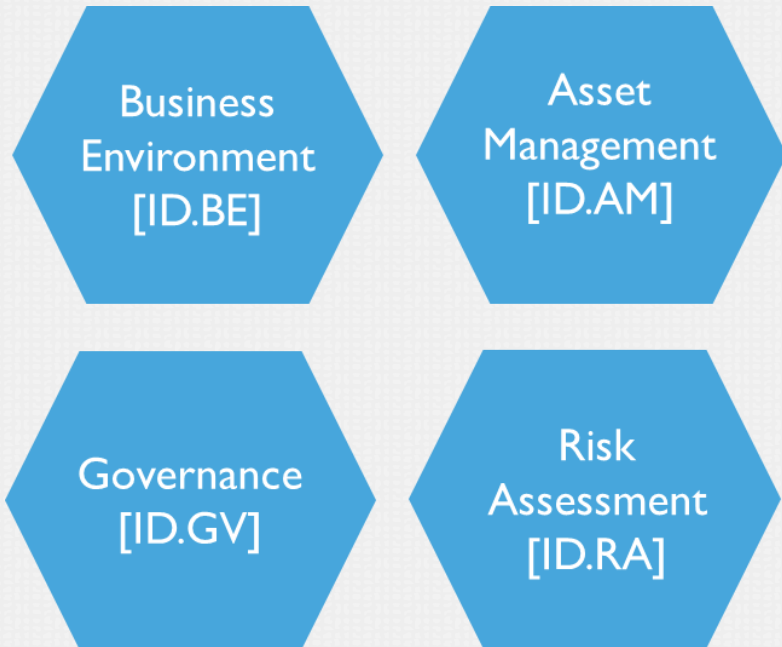 Business
Environment
[ID.BE]
Asset
Management
[ID.AM]
Governance
[ID.GV]
Risk
Assessment
[ID.RA]